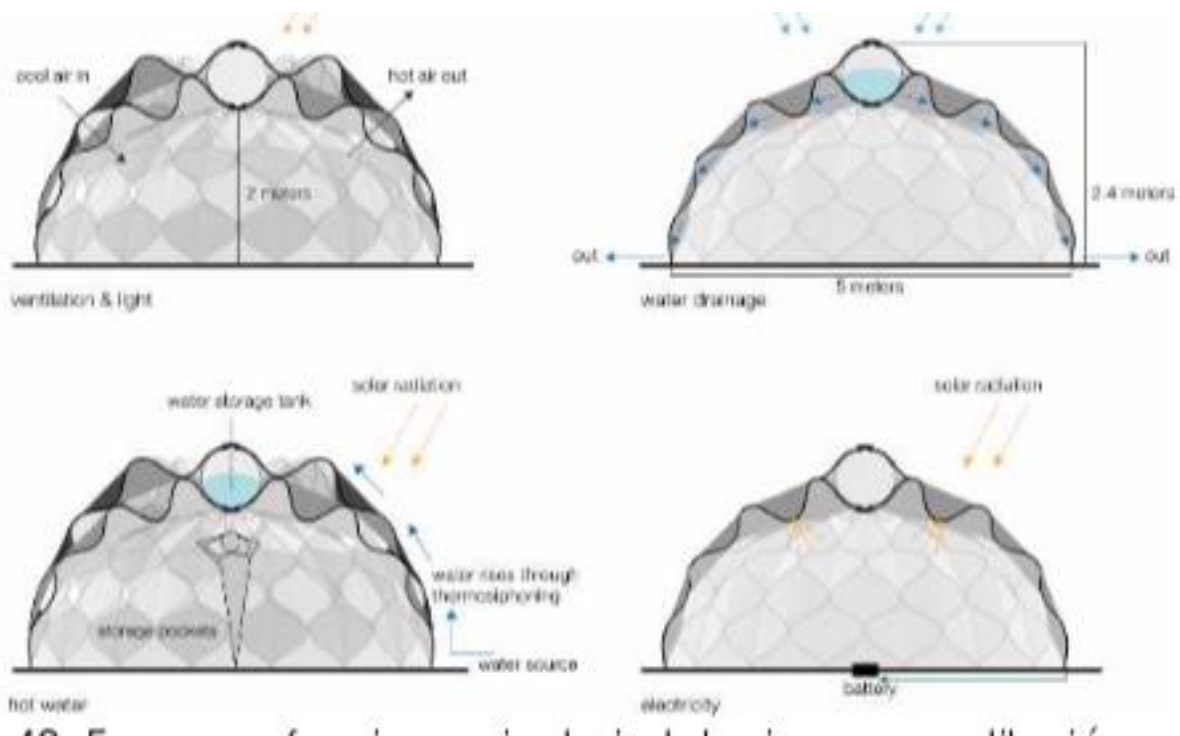 cool air in
hot air out
2 meters
ventilation & light
2.4 meters
out
out
5 meters
water drainage
solar radiation
water storage tank
water rises through
thermosiphoning
storage pockets
water source
hot water
solar radiation
battery
electricity